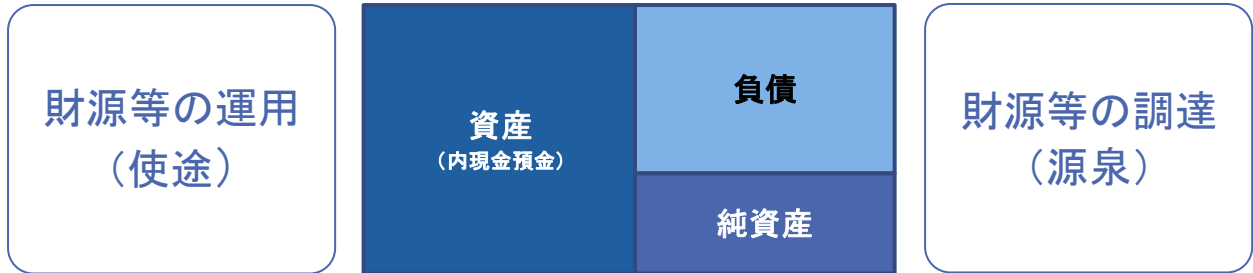 財源等の運用
（使途）
資産
（内現金預金）
負債
純資産
財源等の調達
（源泉）